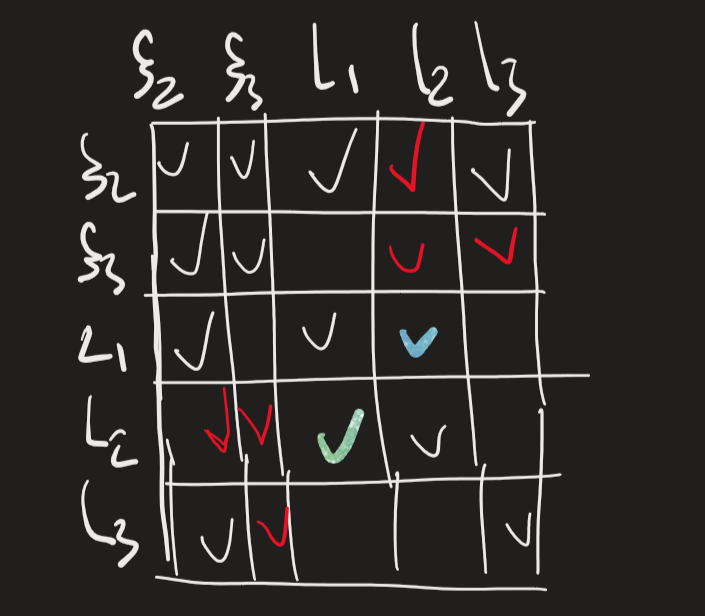 ξ₂ ξ₃ L₁ L₂ L₃
ξ₂ ✓ ✓ ✓ ✓ ✓
ξ₃ ✓ ✓ ✓ ✓
L₁ ✓ ✓ ✓
L₂ ✓ ✓ ✓ ✓
L₃ ✓ ✓ ✓